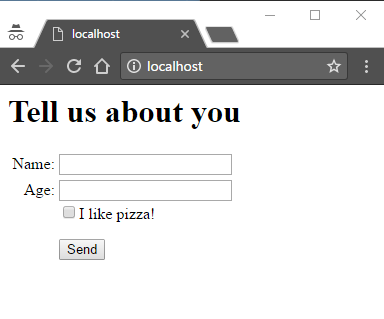 localhost
localhost
Tell us about you
Name:
Age:
I like pizza!
Send